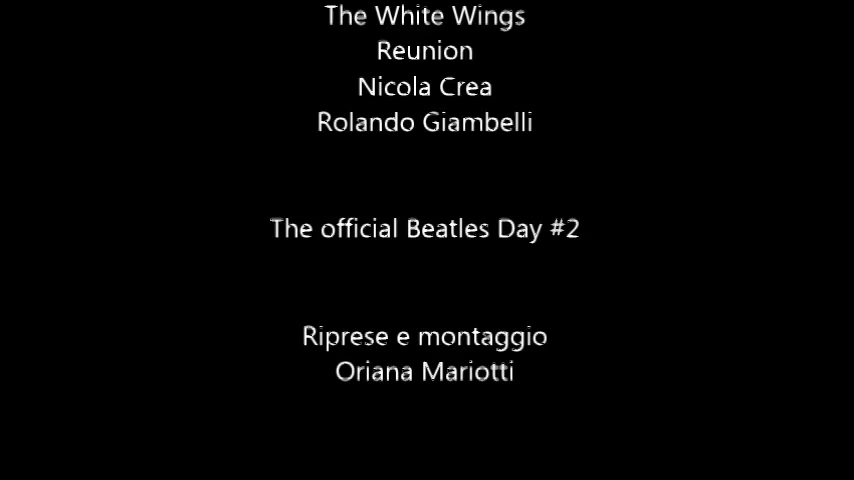 The White Wings
Reunion
Nicola Crea
Rolando Giambelli
The official Beatles Day #2
Riprese e montaggio
Oriana Mariotti